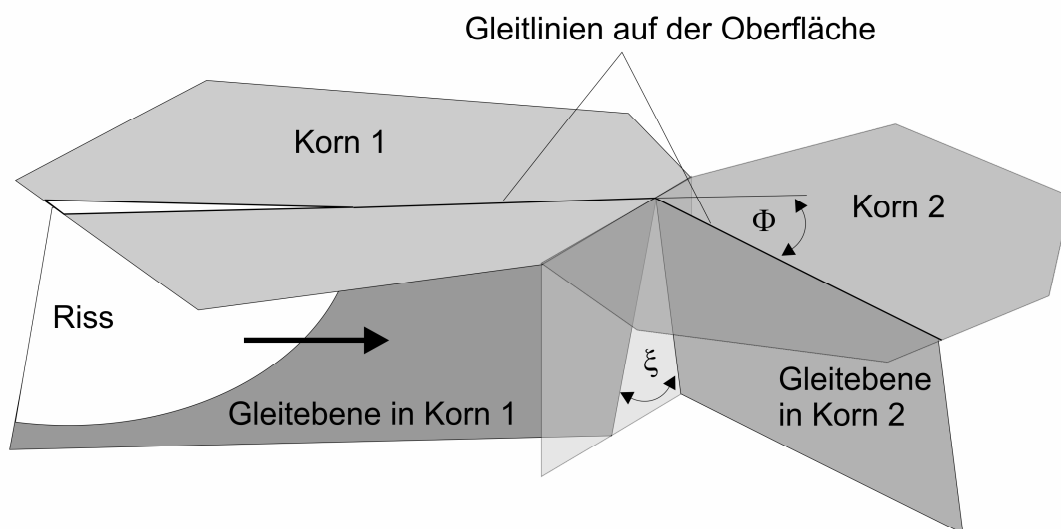 Gleitlinien auf der Oberfläche
Korn 1
Korn 2
Φ
Riss
ξ
Gleitebene in Korn 1
Gleitebene
in Korn 2